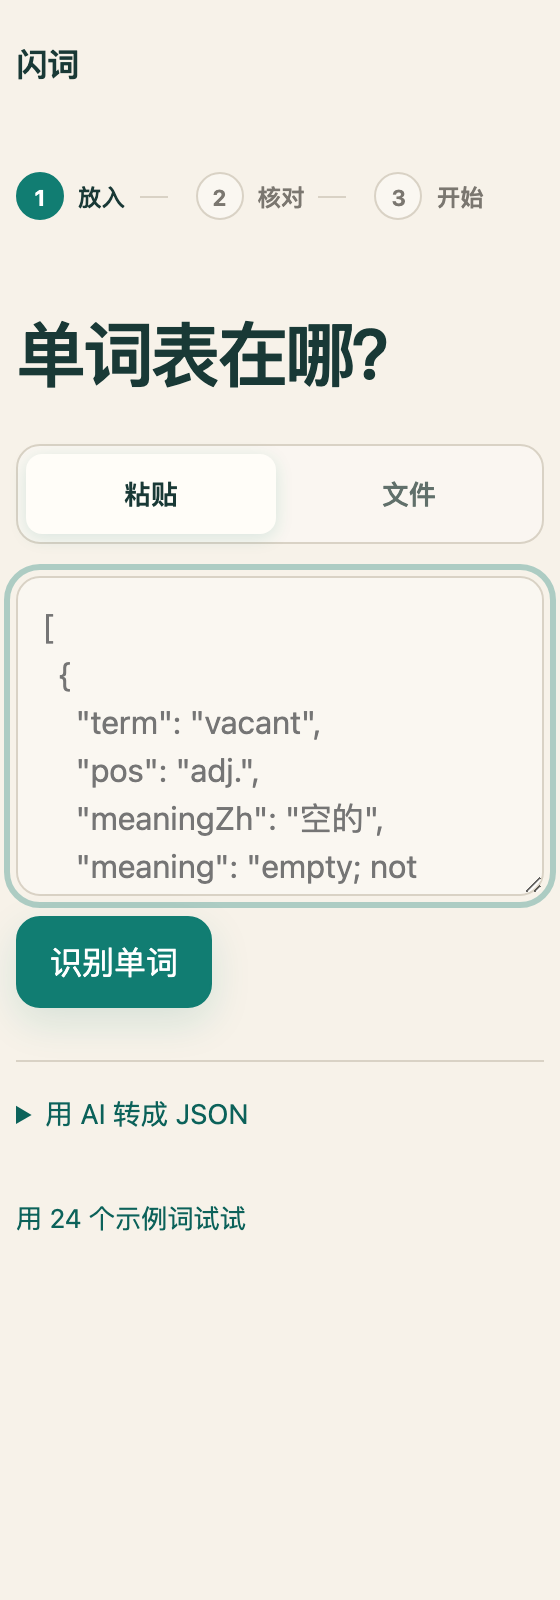 闪词
1 放入
2 核对
3 开始
单词表在哪?
粘贴
文件
[
{
"term": "vacant",
"pos": "adj.",
"meaningZh": "空的",
"meaning": "empty; not
识别单词
用 AI 转成 JSON
用 24 个示例词试试